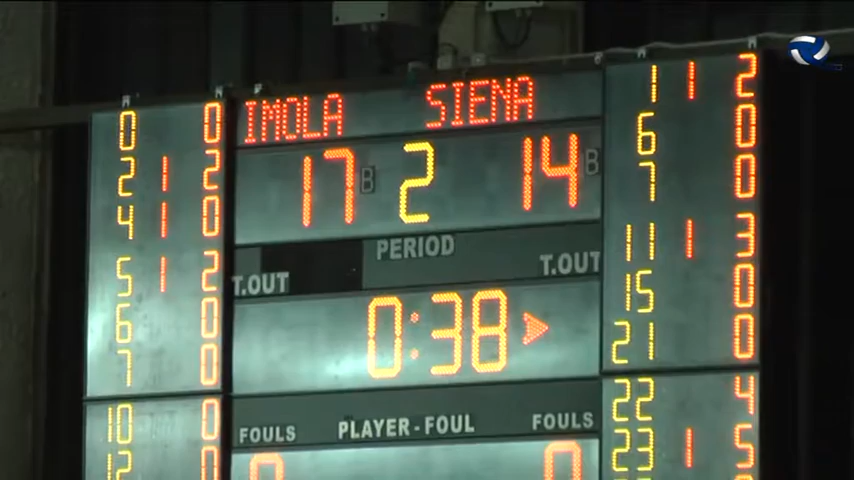 IMOLA SIENA
17 B 2 14 B
PERIOD
T.OUT T.OUT
0:38
FOULS PLAYER-FOUL FOULS
0 0
0 0
2 1 2
4 1 0
5 1 2
6 0
7 0
10 0
12 0
1 1 2
6 0
7 0
11 1 3
15 0
21 0
22 4
23 1 5